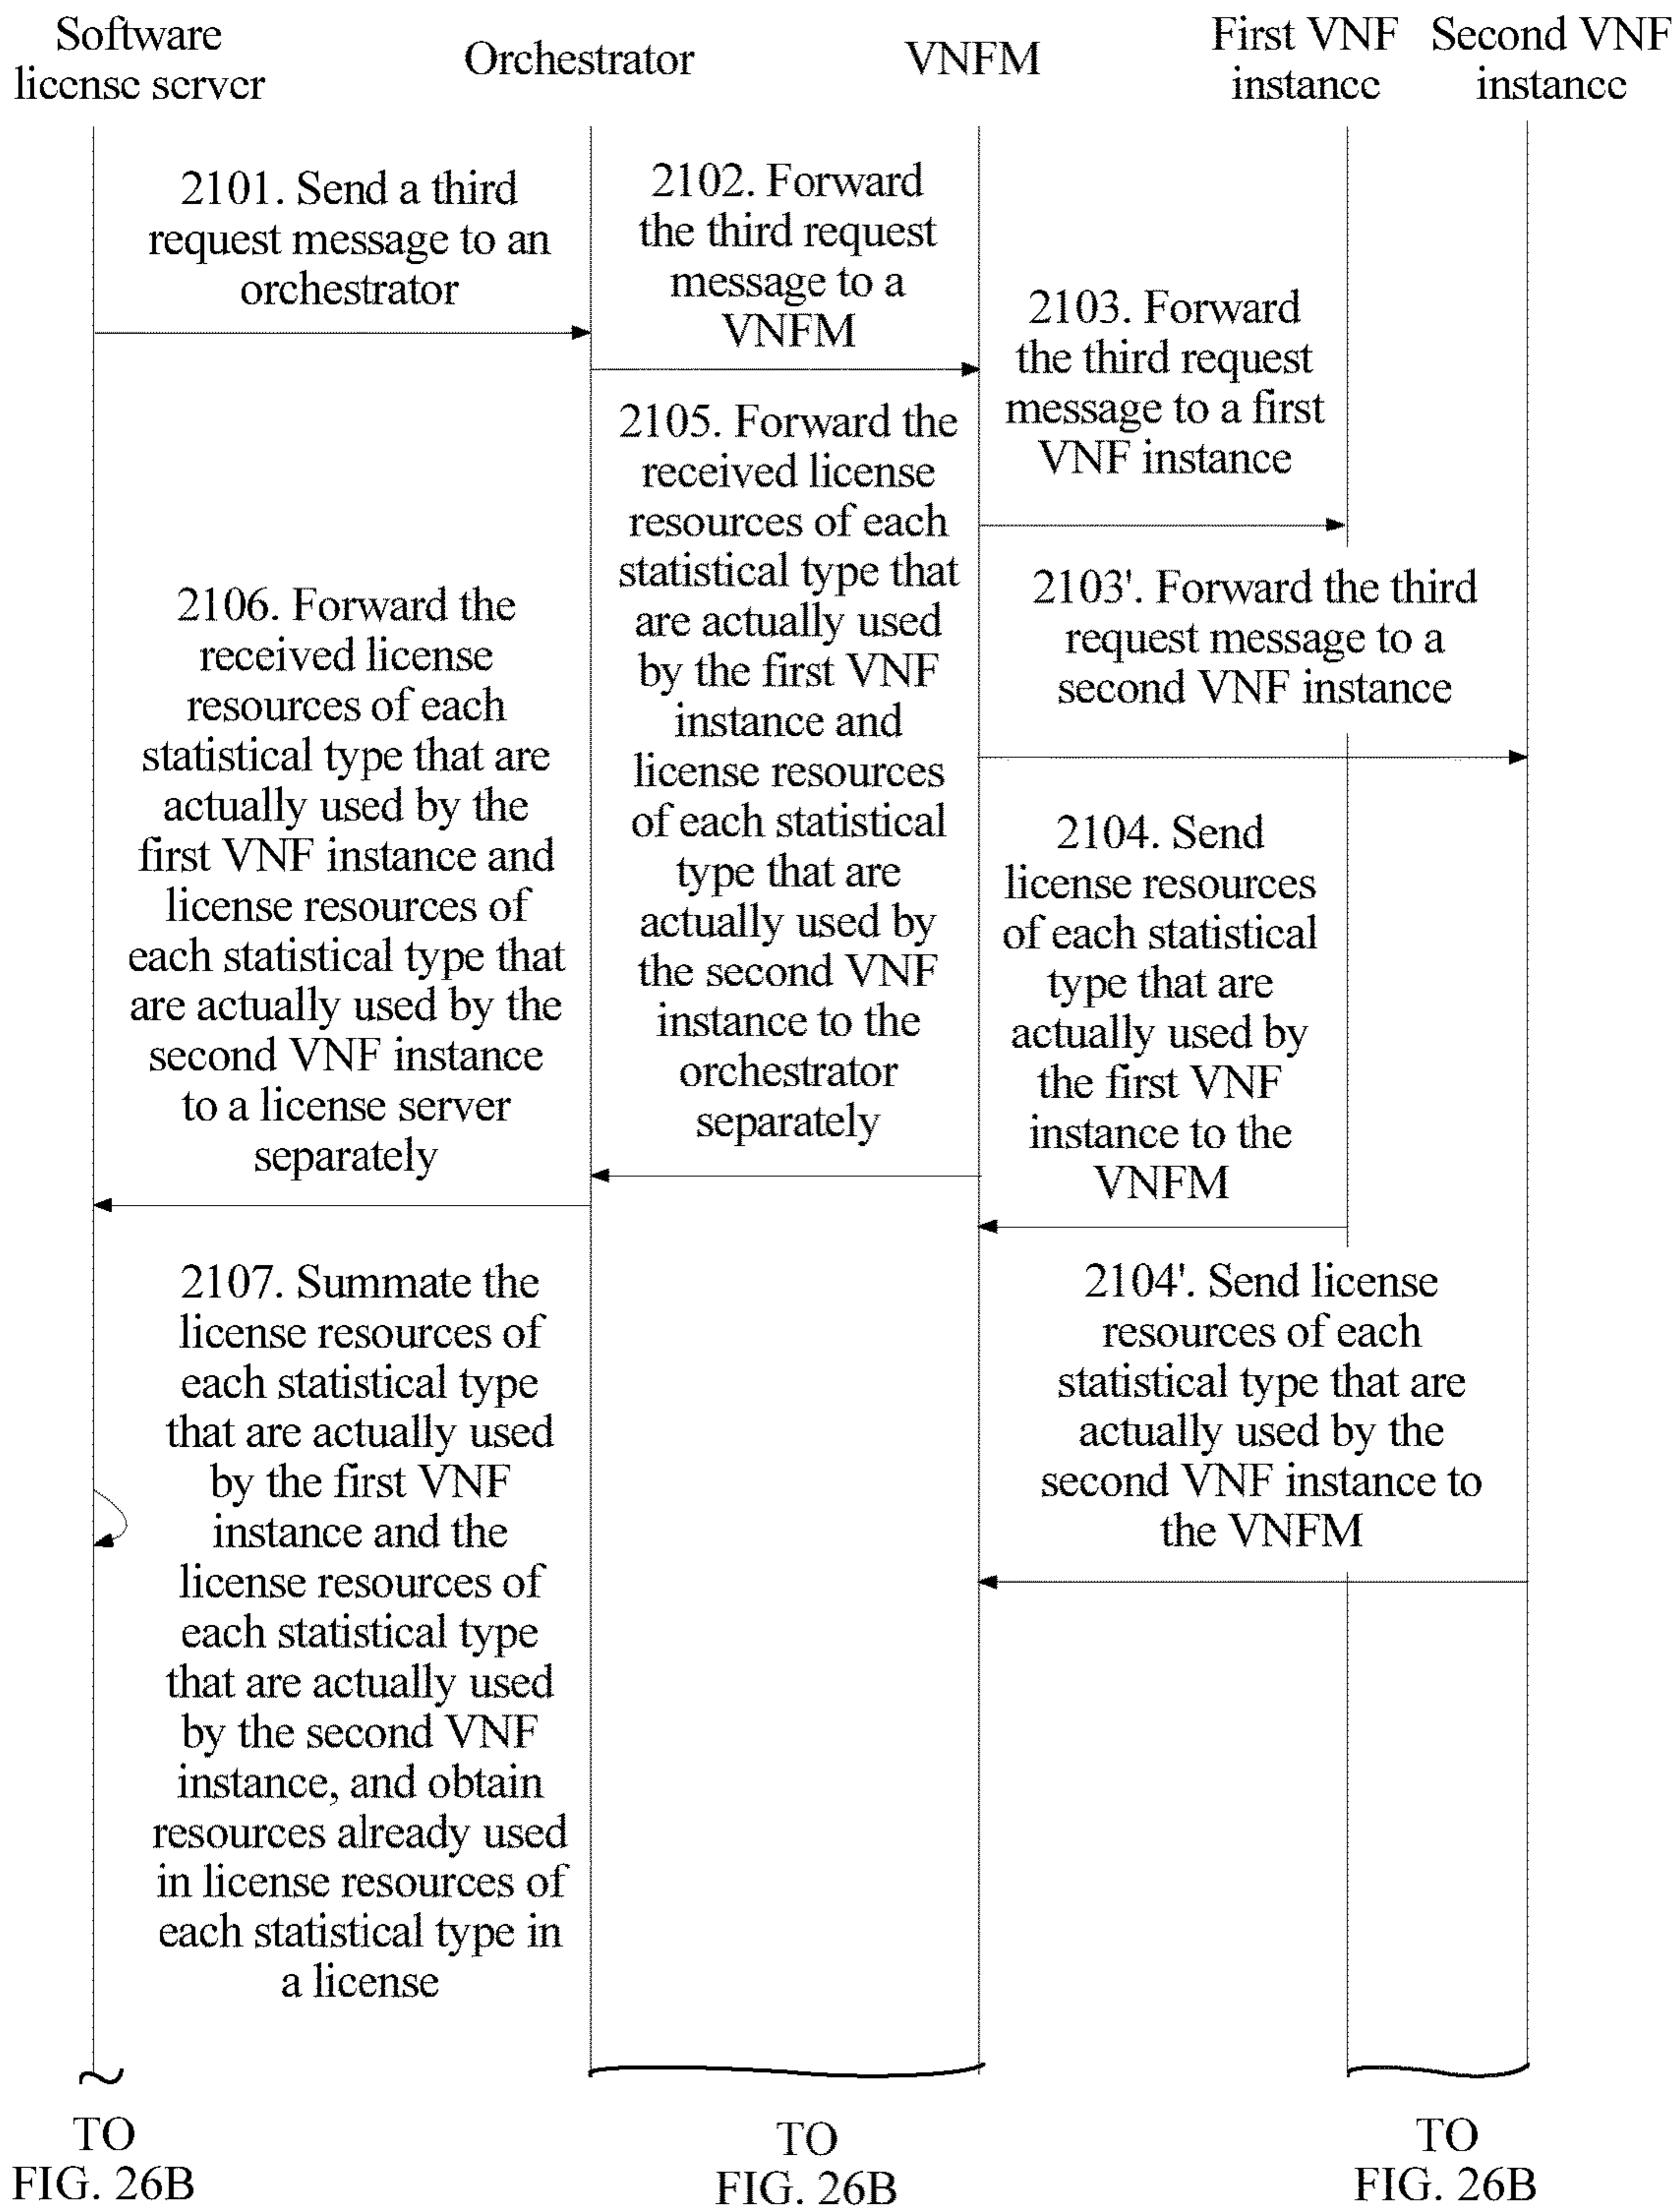 Software
license server
Orchestrator
VNFM
First VNF
instance
Second VNF
instance
2101. Send a third
request message to an
orchestrator
2102. Forward
the third request
message to a
VNFM
2103. Forward
the third request
message to a first
VNF instance
2103'. Forward the third
request message to a
second VNF instance
2104. Send
license resources
of each statistical
type that are
actually used by
the first VNF
instance to the
VNFM
2104'. Send license
resources of each
statistical type that are
actually used by the
second VNF instance to
the VNFM
2105. Forward the
received license
resources of each
statistical type that
are actually used
by the first VNF
instance and
license resources
of each statistical
type that are
actually used by
the second VNF
instance to the
orchestrator
separately
2106. Forward the
received license
resources of each
statistical type that are
actually used by the
first VNF instance and
license resources of
each statistical type that
are actually used by the
second VNF instance
to a license server
separately
2107. Summate the
license resources of
each statistical type
that are actually used
by the first VNF
instance and the
license resources of
each statistical type
that are actually used
by the second VNF
instance, and obtain
resources already used
in license resources of
each statistical type in
a license
TO
FIG. 26B
TO
FIG. 26B
TO
FIG. 26B